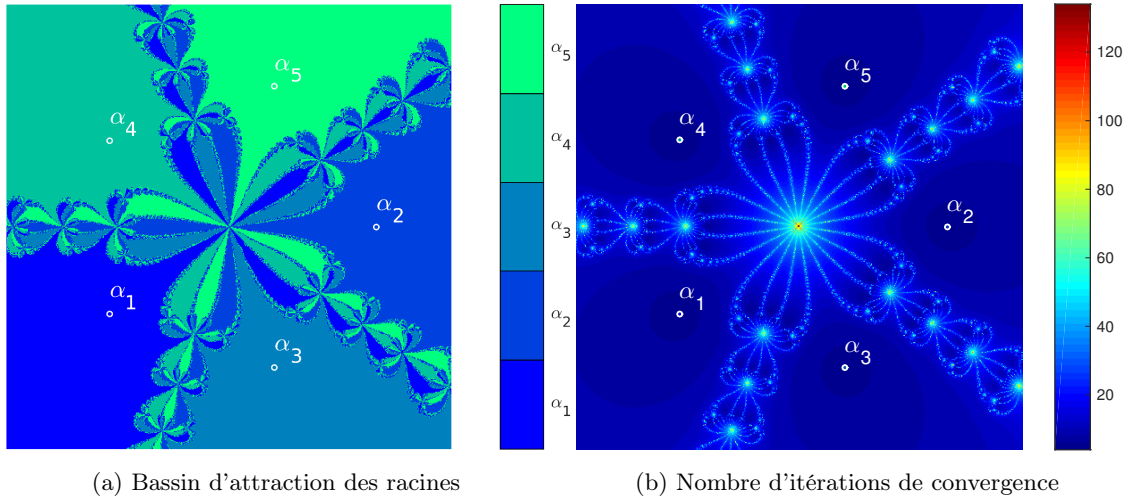 α5
α4
α2
α1
α3
α5
α4
α3
α2
α1
α5
α4
α2
α1
α3
120
100
80
60
40
20
(a) Bassin d'attraction des racines
(b) Nombre d'itérations de convergence